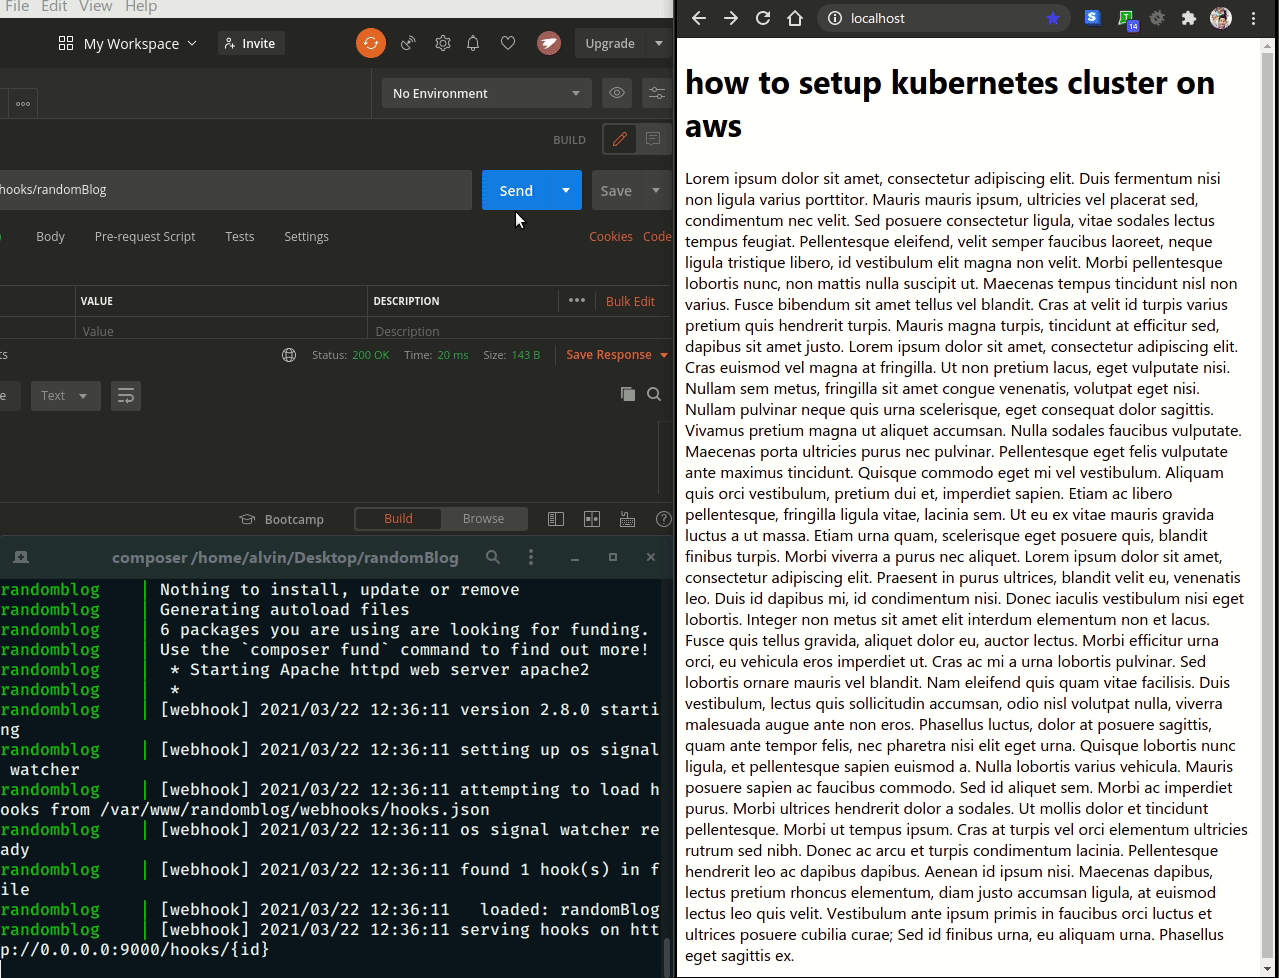 File Edit View Help
My Workspace
Invite
Upgrade
No Environment
BUILD
hooks/randomBlog
Send
Save
Body Pre-request Script Tests Settings
Cookies Code
VALUE DESCRIPTION
Bulk Edit
Value Description
ts
Status: 200 OK Time: 20 ms Size: 143 B Save Response
e
Text
Bootcamp
Build
Browse
composer /home/alvin/Desktop/randomBlog
randomblog | Nothing to install, update or remove
randomblog | Generating autoload files
randomblog | 6 packages you are using are looking for funding.
randomblog | Use the `composer fund` command to find out more!
randomblog | * Starting Apache httpd web server apache2
randomblog | *
randomblog | [webhook] 2021/03/22 12:36:11 version 2.8.0 starti
ng
randomblog | [webhook] 2021/03/22 12:36:11 setting up os signal
watcher
randomblog | [webhook] 2021/03/22 12:36:11 attempting to load h
ooks from /var/www/randomblog/webhooks/hooks.json
randomblog | [webhook] 2021/03/22 12:36:11 os signal watcher re
ady
randomblog | [webhook] 2021/03/22 12:36:11 found 1 hook(s) in f
ile
randomblog | [webhook] 2021/03/22 12:36:11 loaded: randomBlog
randomblog | [webhook] 2021/03/22 12:36:11 serving hooks on htt
p://0.0.0.0:9000/hooks/{id}
localhost
S
14
how to setup kubernetes cluster on
aws
Lorem ipsum dolor sit amet, consectetur adipiscing elit. Duis fermentum nisi
non ligula varius porttitor. Mauris mauris ipsum, ultricies vel placerat sed,
condimentum nec velit. Sed posuere consectetur ligula, vitae sodales lectus
tempus feugiat. Pellentesque eleifend, velit semper faucibus laoreet, neque
ligula tristique libero, id vestibulum elit magna non velit. Morbi pellentesque
lobortis nunc, non mattis nulla suscipit ut. Maecenas tempus tincidunt nisl non
varius. Fusce bibendum sit amet tellus vel blandit. Cras at velit id turpis varius
pretium quis hendrerit turpis. Mauris magna turpis, tincidunt at efficitur sed,
dapibus sit amet justo. Lorem ipsum dolor sit amet, consectetur adipiscing elit.
Cras euismod vel magna at fringilla. Ut non pretium lacus, eget vulputate nisi.
Nullam sem metus, fringilla sit amet congue venenatis, volutpat eget nisi.
Nullam pulvinar neque quis urna scelerisque, eget consequat dolor sagittis.
Vivamus pretium magna ut aliquet accumsan. Nulla sodales faucibus vulputate.
Maecenas porta ultricies purus nec pulvinar. Pellentesque eget felis vulputate
ante maximus tincidunt. Quisque commodo eget mi vel vestibulum. Aliquam
quis orci vestibulum, pretium dui et, imperdiet sapien. Etiam ac libero
pellentesque, fringilla ligula vitae, lacinia sem. Ut eu ex vitae mauris gravida
luctus a ut massa. Etiam urna quam, scelerisque eget posuere quis, blandit
finibus turpis. Morbi viverra a purus nec aliquet. Lorem ipsum dolor sit amet,
consectetur adipiscing elit. Praesent in purus ultrices, blandit velit eu, venenatis
leo. Duis id dapibus mi, id condimentum nisi. Donec iaculis vestibulum nisi eget
lobortis. Integer non metus sit amet elit interdum elementum non et lacus.
Fusce quis tellus gravida, aliquet dolor eu, auctor lectus. Morbi efficitur urna
orci, eu vehicula eros imperdiet ut. Cras ac mi a urna lobortis pulvinar. Sed
lobortis ornare mauris vel blandit. Nam eleifend quis quam vitae facilisis. Duis
vestibulum, lectus quis sollicitudin accumsan, odio nisl volutpat nulla, viverra
malesuada augue ante non eros. Phasellus luctus, dolor at posuere sagittis,
quam ante tempor felis, nec pharetra nisi elit eget urna. Quisque lobortis nunc
ligula, et pellentesque sapien euismod a. Nulla lobortis varius vehicula. Mauris
posuere sapien ac faucibus commodo. Sed id aliquet sem. Morbi ac imperdiet
purus. Morbi ultrices hendrerit dolor a sodales. Ut mollis dolor et tincidunt
pellentesque. Morbi ut tempus ipsum. Cras at turpis vel orci elementum ultricies
rutrum sed nibh. Donec ac arcu et turpis condimentum lacinia. Pellentesque
hendrerit leo ac dapibus dapibus. Aenean id ipsum nisi. Maecenas dapibus,
lectus pretium rhoncus elementum, diam justo accumsan ligula, at euismod
lectus leo quis velit. Vestibulum ante ipsum primis in faucibus orci luctus et
ultrices posuere cubilia curae; Sed id finibus urna, eu aliquam urna. Phasellus
eget sagittis ex.